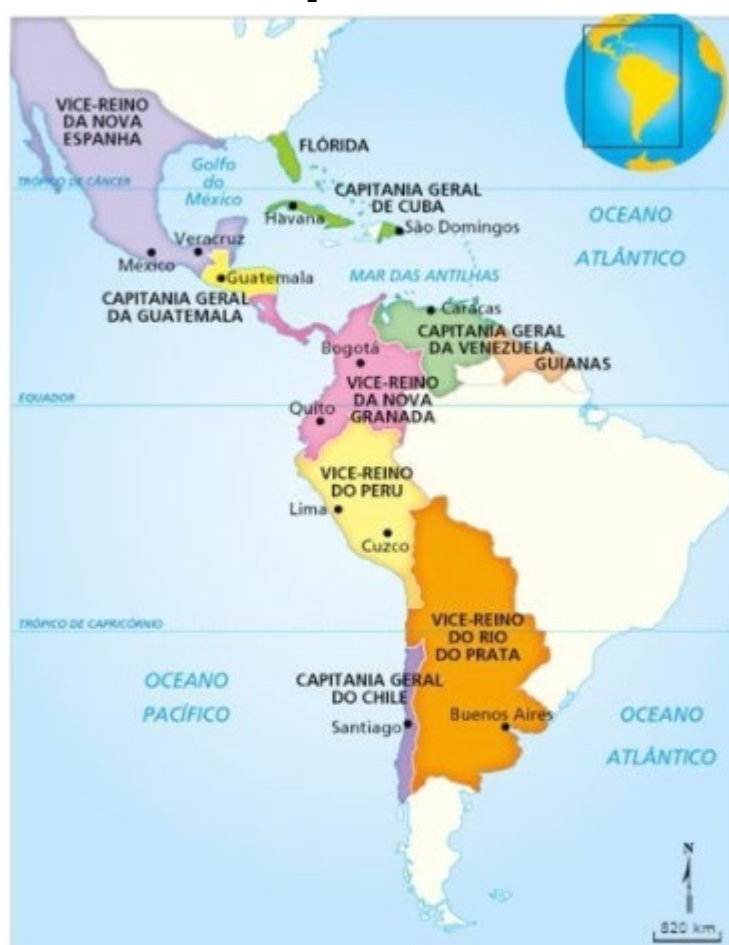 VICE-REINO
DA NOVA
ESPANHA
FLÓRIDA
Golfo
do
México
TRÓPICO DE CÂNCER
CAPITANIA GERAL
DE CUBA
Havana
São Domingos
OCEANO
ATLÂNTICO
Veracruz
México
Guatemala
MAR DAS ANTILHAS
CAPITANIA GERAL
DA GUATEMALA
Caracas
CAPITANIA GERAL
DA VENEZUELA
GUIANAS
Bogotá
VICE-REINO
DA NOVA
GRANADA
EQUADOR
Quito
VICE-REINO
DO PERU
Lima
Cuzco
TRÓPICO DE CAPRICÓRNIO
VICE-REINO
DO RIO
DO PRATA
OCEANO
PACÍFICO
CAPITANIA GERAL
DO CHILE
Santiago
Buenos Aires
OCEANO
ATLÂNTICO
N
820 km